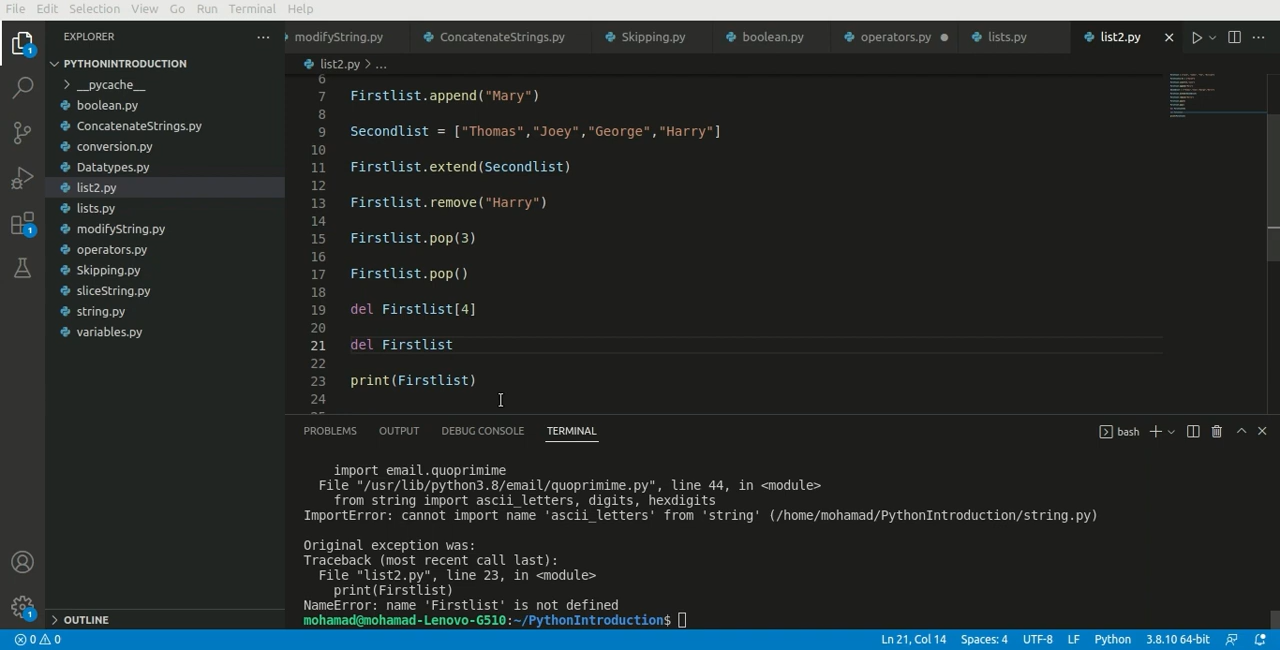 File Edit Selection View Go Run Terminal Help
EXPLORER
modifyString.py ConcatenateStrings.py Skipping.py boolean.py operators.py lists.py list2.py
PYTHONINTRODUCTION
list2.py > ...
__pycache__
boolean.py
ConcatenateStrings.py
conversion.py
Datatypes.py
list2.py
lists.py
modifyString.py
operators.py
Skipping.py
sliceString.py
string.py
variables.py
OUTLINE
1
1
1
6
7 Firstlist.append("Mary")
8
9 Secondlist = ["Thomas","Joey","George","Harry"]
10
11 Firstlist.extend(Secondlist)
12
13 Firstlist.remove("Harry")
14
15 Firstlist.pop(3)
16
17 Firstlist.pop()
18
19 del Firstlist[4]
20
21 del Firstlist
22
23 print(Firstlist)
24
PROBLEMS OUTPUT DEBUG CONSOLE TERMINAL bash
import email.quoprimime
File "/usr/lib/python3.8/email/quoprimime.py", line 44, in <module>
from string import ascii_letters, digits, hexdigits
ImportError: cannot import name 'ascii_letters' from 'string' (/home/mohamad/PythonIntroduction/string.py)
Original exception was:
Traceback (most recent call last):
File "list2.py", line 23, in <module>
print(Firstlist)
NameError: name 'Firstlist' is not defined
mohamad@mohamad-Lenovo-G510:~/PythonIntroduction$
0 0 Ln 21, Col 14 Spaces: 4 UTF-8 LF Python 3.8.10 64-bit